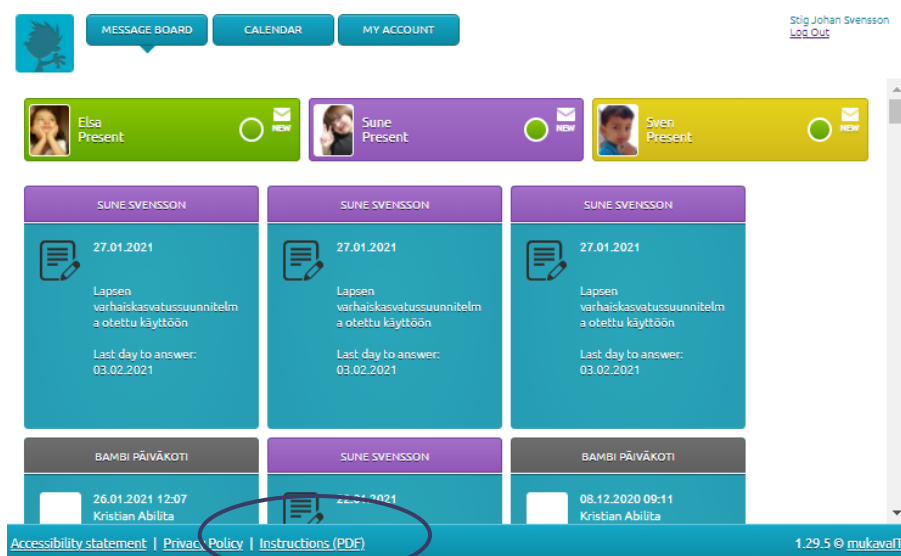 MESSAGE BOARD
CALENDAR
MY ACCOUNT
Stig Johan Svensson
Log Out
Elsa
Present
NEW
Sune
Present
NEW
Sven
Present
NEW
SUNE SVENSSON
27.01.2021
Lapsen
varhaiskasvatussuunnitelm
a otettu käyttöön
Last day to answer:
03.02.2021
SUNE SVENSSON
27.01.2021
Lapsen
varhaiskasvatussuunnitelm
a otettu käyttöön
Last day to answer:
03.02.2021
SUNE SVENSSON
27.01.2021
Lapsen
varhaiskasvatussuunnitelm
a otettu käyttöön
Last day to answer:
03.02.2021
BAMBI PÄIVÄKOTI
26.01.2021 12:07
Kristian Abilita
SUNE SVENSSON
22.01.2021
BAMBI PÄIVÄKOTI
08.12.2020 09:11
Kristian Abilita
Accessibility statement | Privacy Policy | Instructions (PDF)
1.29.5 © mukavaIT